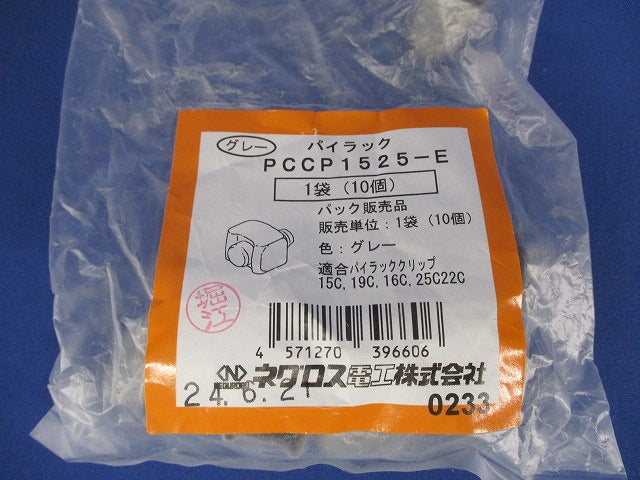 グレー
パイラック
PCCP1525-E
1袋 (10個)
パック販売品
販売単位：1袋 (10個)
色：グレー
適合パイラッククリップ
15C, 19C, 16C, 25C22C
堀江
4 571270 396606
NEGUROSU ネグロス電工株式会社
24.6.21
0233